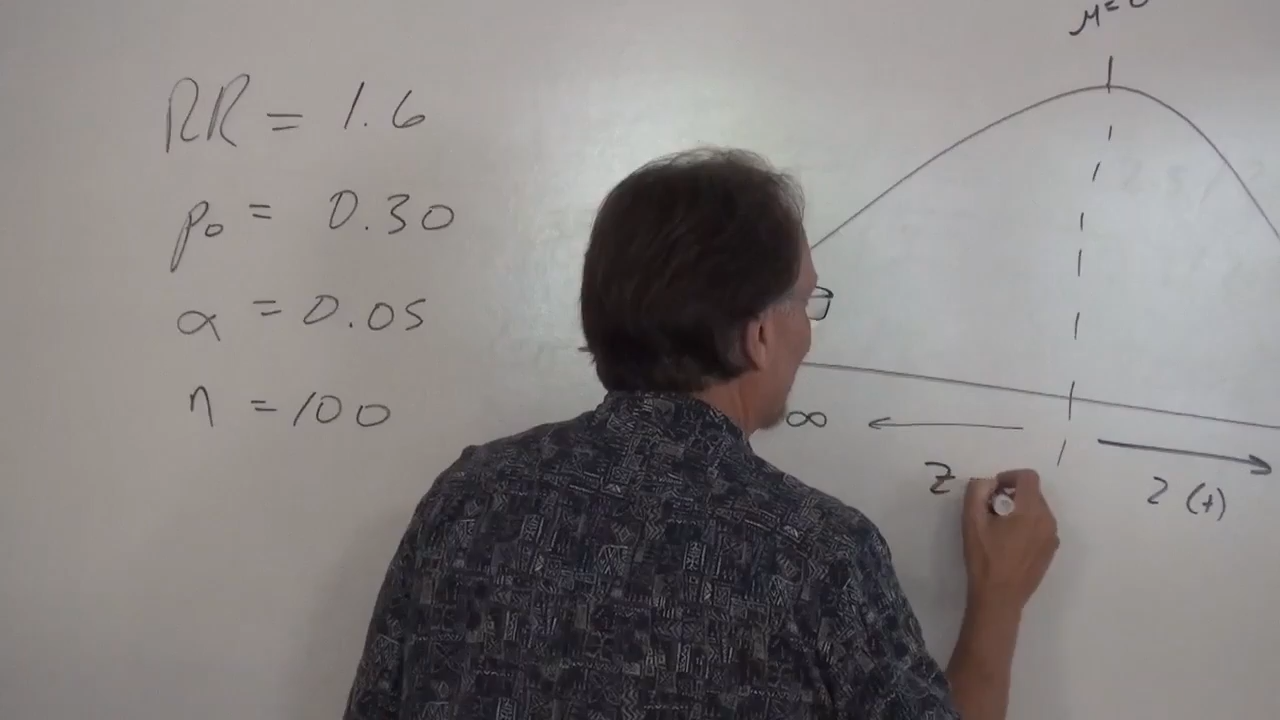 RR = 1.6
p₀ = 0.30
α = 0.05
n = 100
∞
z
z (+)